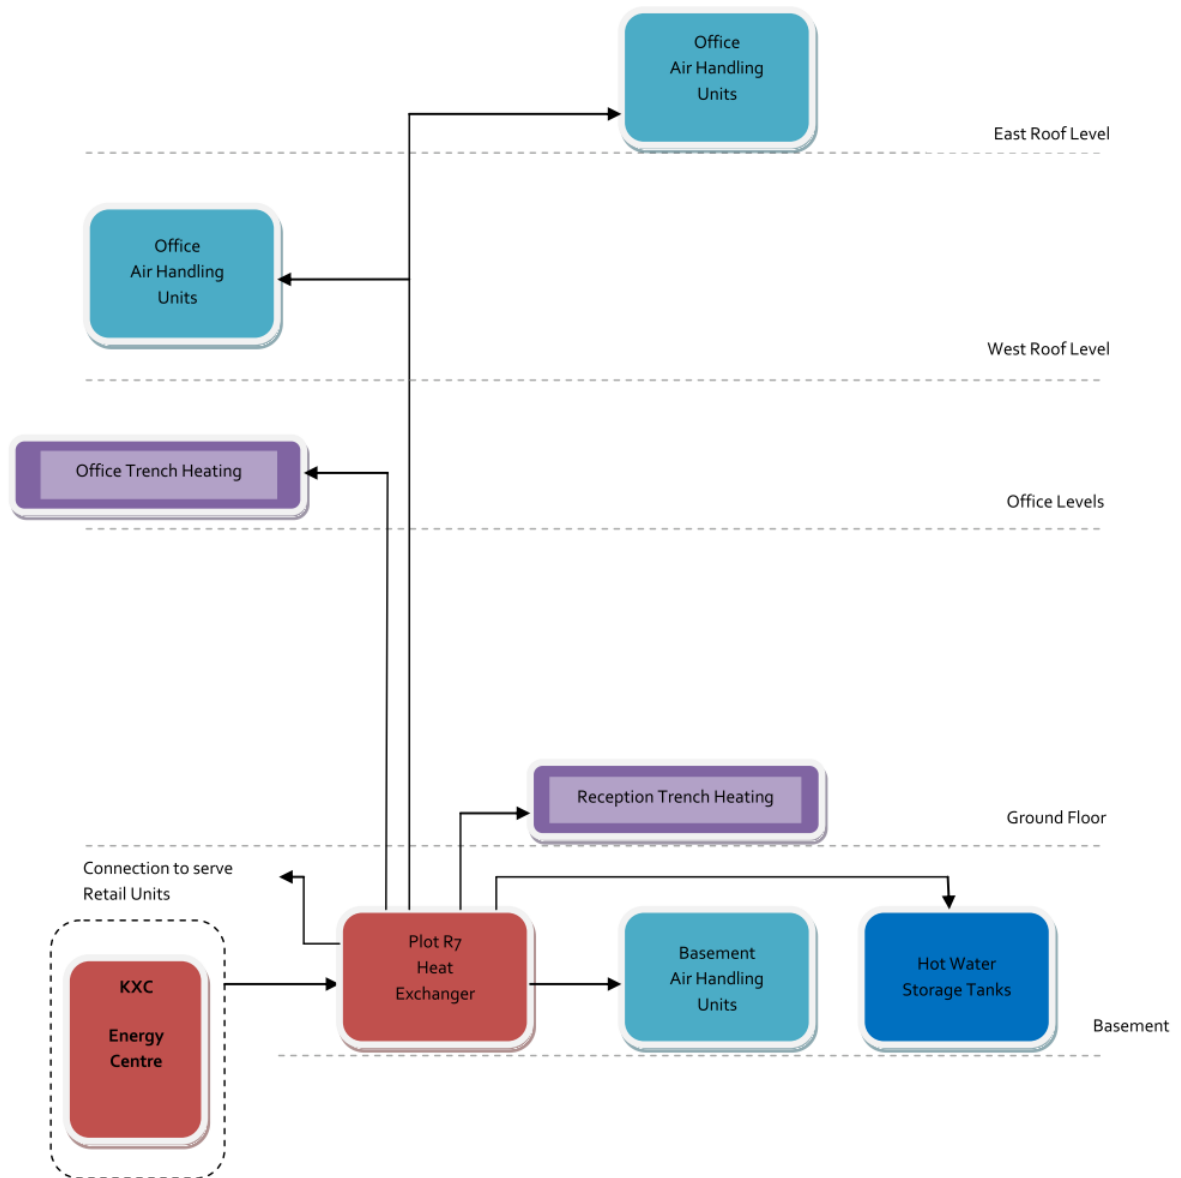 Office
Air Handling
Units
East Roof Level
Office
Air Handling
Units
West Roof Level
Office Trench Heating
Office Levels
Reception Trench Heating
Ground Floor
Connection to serve
Retail Units
KXC
Energy
Centre
Plot R7
Heat
Exchanger
Basement
Air Handling
Units
Hot Water
Storage Tanks
Basement